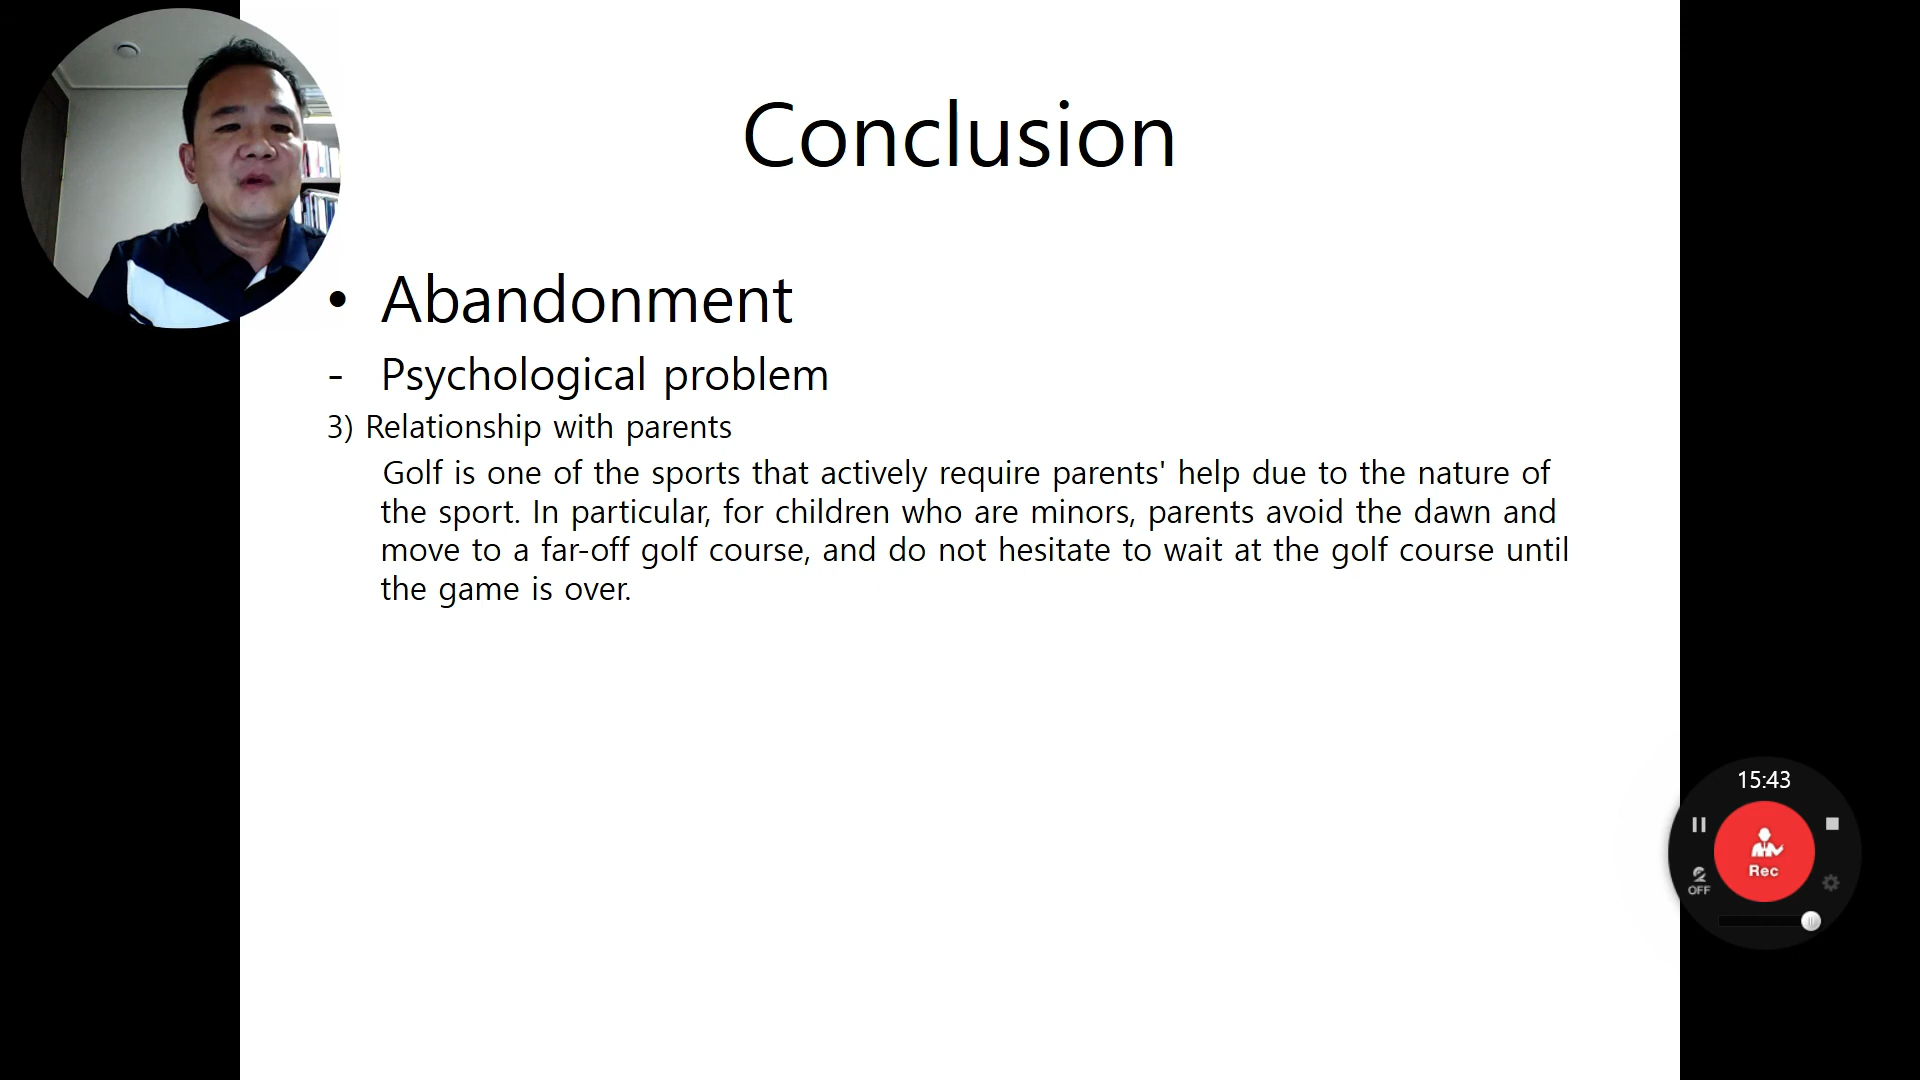 Conclusion
• Abandonment
- Psychological problem
3) Relationship with parents
Golf is one of the sports that actively require parents' help due to the nature of
the sport. In particular, for children who are minors, parents avoid the dawn and
move to a far-off golf course, and do not hesitate to wait at the golf course until
the game is over.
15:43
Rec
OFF